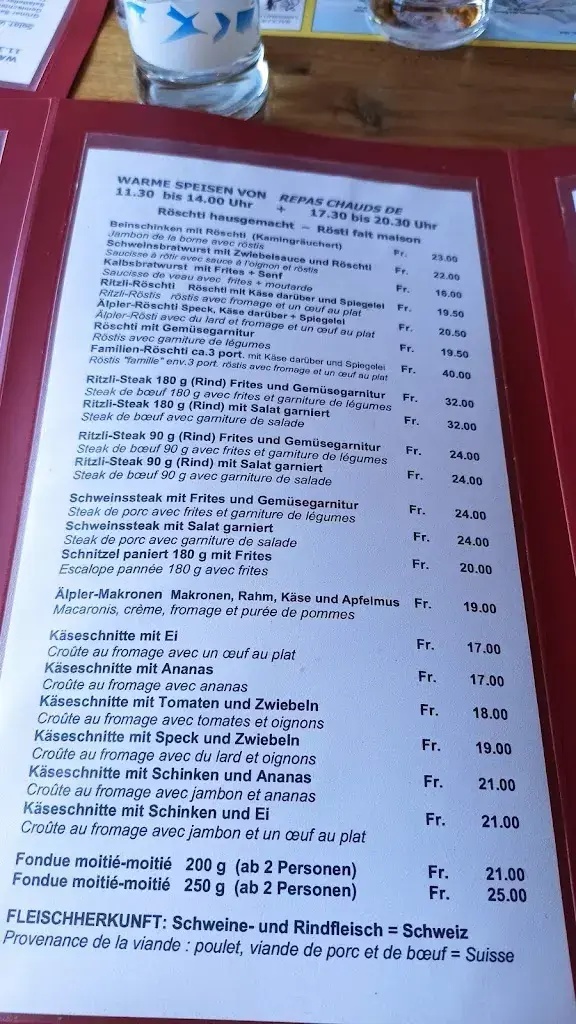 WARME SPEISEN VON REPAS CHAUDS DE
11.30 bis 14.00 Uhr + 17.30 bis 20.30 Uhr
Röschti hausgemacht – Rösti fait maison
Beinschinken mit Röschti (Kamingräuchert) Fr. 23.00
Jambon de la borne avec röstis
Schweinsbratwurst mit Zwiebelsauce und Röschti Fr. 22.00
Saucisse à rôtir avec sauce à l'oignon et röstis
Kalbsbratwurst mit Frites + Senf Fr. 16.00
Saucisse de veau avec frites + moutarde
Ritzli-Röschti Röschti mit Käse darüber und Spiegelei Fr. 19.50
Ritzli-Röstis röstis avec fromage et un œuf au plat
Älpler-Röschti Speck, Käse darüber + Spiegelei Fr. 20.50
Älpler-Rösti avec du lard et fromage et un œuf au plat
Röschti mit Gemüsegarnitur Fr. 19.50
Röstis avec garniture de légumes
Familien-Röschti ca.3 port. mit Käse darüber und Spiegelei Fr. 40.00
Röstis "famille" env.3 port. röstis avec fromage et un œuf au plat
Ritzli-Steak 180 g (Rind) Frites und Gemüsegarnitur Fr. 32.00
Steak de bœuf 180 g avec frites et garniture de légumes
Ritzli-Steak 180 g (Rind) mit Salat garniert Fr. 32.00
Steak de bœuf avec garniture de salade
Ritzli-Steak 90 g (Rind) Frites und Gemüsegarnitur Fr. 24.00
Steak de bœuf 90 g avec frites et garniture de légumes
Ritzli-Steak 90 g (Rind) mit Salat garniert Fr. 24.00
Steak de bœuf 90 g avec garniture de salade
Schweinssteak mit Frites und Gemüsegarnitur Fr. 24.00
Steak de porc avec frites et garniture de légumes
Schweinssteak mit Salat garniert Fr. 24.00
Steak de porc avec garniture de salade
Schnitzel paniert 180 g mit Frites Fr. 20.00
Escalope pannée 180 g avec frites
Älpler-Makronen Makronen, Rahm, Käse und Apfelmus Fr. 19.00
Macaronis, crème, fromage et purée de pommes
Käseschnitte mit Ei Fr. 17.00
Croûte au fromage avec un œuf au plat
Käseschnitte mit Ananas Fr. 17.00
Croûte au fromage avec ananas
Käseschnitte mit Tomaten und Zwiebeln Fr. 18.00
Croûte au fromage avec tomates et oignons
Käseschnitte mit Speck und Zwiebeln Fr. 19.00
Croûte au fromage avec du lard et oignons
Käseschnitte mit Schinken und Ananas Fr. 21.00
Croûte au fromage avec jambon et ananas
Käseschnitte mit Schinken und Ei Fr. 21.00
Croûte au fromage avec jambon et un œuf au plat
Fondue moitié-moitié 200 g (ab 2 Personen) Fr. 21.00
Fondue moitié-moitié 250 g (ab 2 Personen) Fr. 25.00
FLEISCHHERKUNFT: Schweine- und Rindfleisch = Schweiz
Provenance de la viande : poulet, viande de porc et de bœuf = Suisse